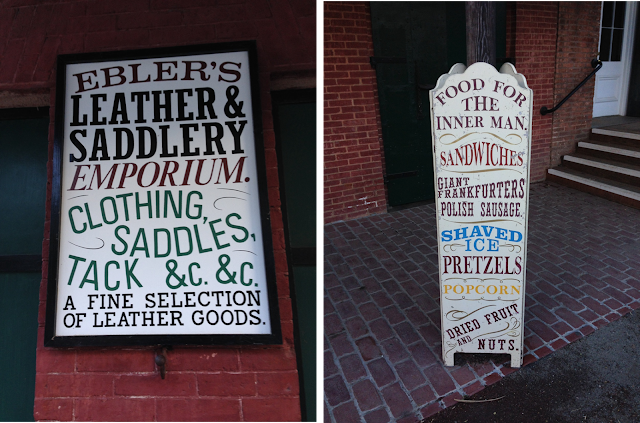 EBLER'S
LEATHER &
SADDLERY
EMPORIUM.
CLOTHING,
SADDLES,
TACK &C. &C.
A FINE SELECTION
OF LEATHER GOODS.
FOOD FOR
THE
INNER MAN.
SANDWICHES
GIANT
FRANKFURTERS
POLISH SAUSAGE.
SHAVED
ICE
PRETZELS
POPCORN
DRIED FRUIT
AND NUTS.